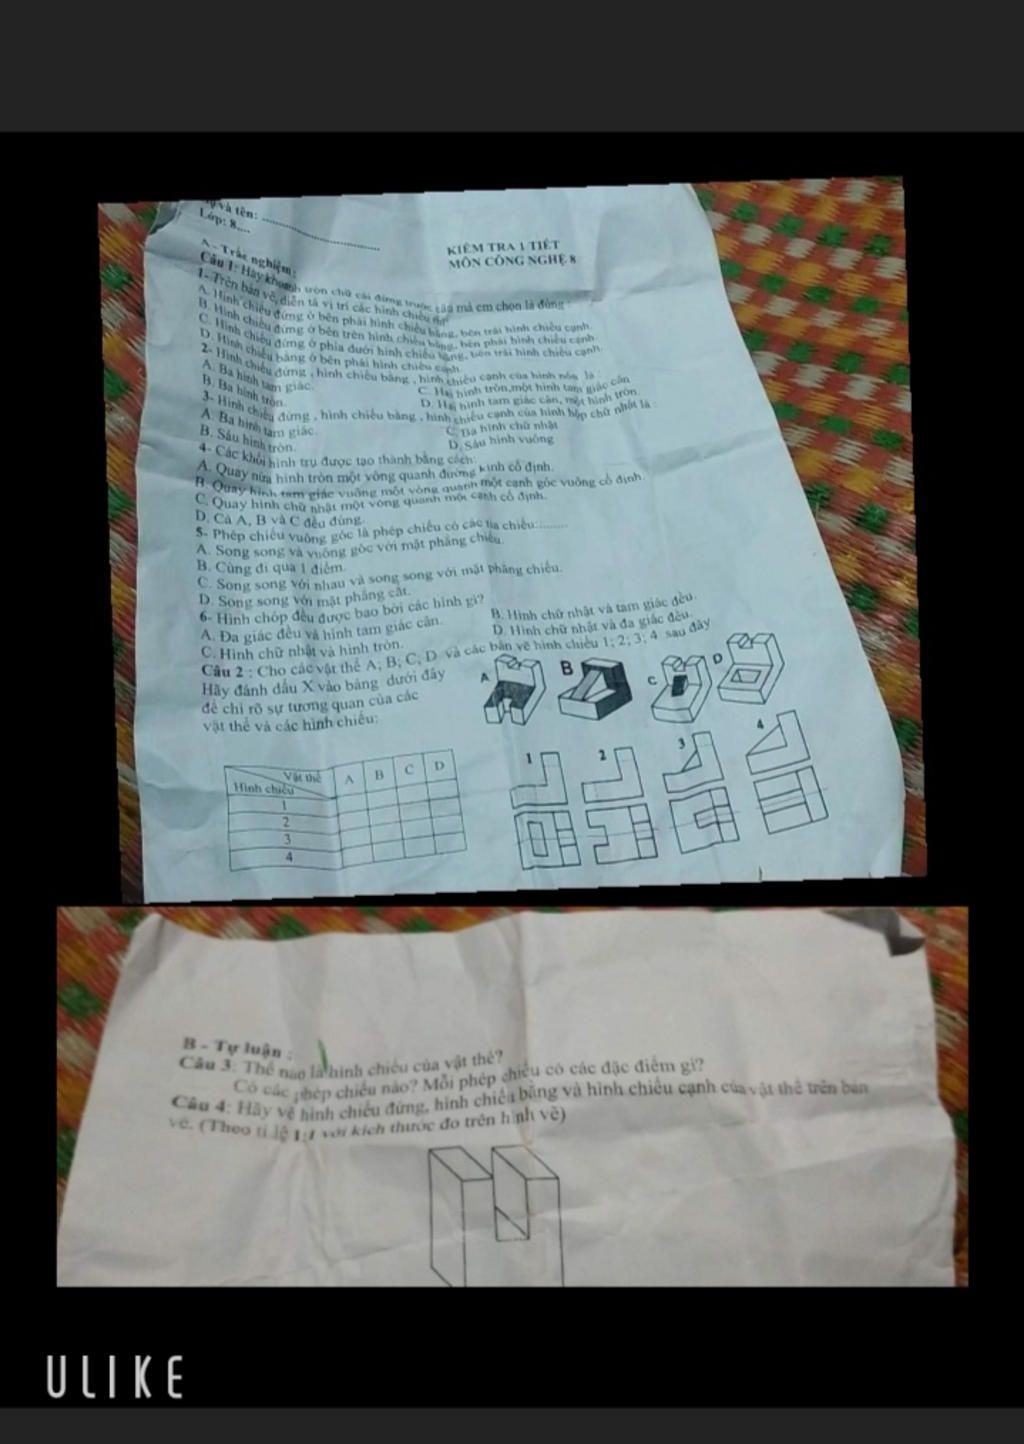 và tên: ..............................
Lớp: 8....
KIỂM TRA 1 TIẾT
MÔN CÔNG NGHỆ 8
A - Trắc nghiệm :
Câu 1: Hãy khoanh tròn chữ cái đứng trước câu mà em chọn là đúng :
1- Trên bản vẽ, diễn tả vị trí các hình chiếu
A. Hình chiếu đứng ở bên phải hình chiếu bằng, bên trái hình chiếu cạnh.
B. Hình chiếu đứng ở bên trên hình chiếu bằng, bên phải hình chiếu cạnh.
C. Hình chiếu đứng ở phía dưới hình chiếu bằng, bên trái hình chiếu cạnh.
D. Hình chiếu bằng ở bên phải hình chiếu cạnh.
2- Hình chiếu đứng , hình chiếu bằng , hình chiếu cạnh của hình nón là :
A. Ba hình tam giác.
C. Hai hình tròn,một hình tam giác cân
B. Ba hình tròn.
D. Hai hình tam giác cân, một hình tròn.
3- Hình chiếu đứng , hình chiếu bằng , hình chiếu cạnh của hình hộp chữ nhật là :
A. Ba hình tam giác.
C. Ba hình chữ nhật
B. Sáu hình tròn.
D. Sáu hình vuông
4- Các khối hình trụ được tạo thành bằng cách:
A. Quay nửa hình tròn một vòng quanh đường kính cố định.
B. Quay hình tam giác vuông một vòng quanh một cạnh góc vuông cố định.
C. Quay hình chữ nhật một vòng quanh một cạnh cố định.
D. Cả A, B và C đều đúng.
5- Phép chiếu vuông góc là phép chiếu có các tia chiếu:........
A. Song song và vuông góc với mặt phẳng chiếu.
B. Cùng đi qua 1 điểm.
C. Song song với nhau và song song với mặt phẳng chiếu.
D. Song song với mặt phẳng cắt.
6- Hình chóp đều được bao bởi các hình gì?
A. Đa giác đều và hình tam giác cân.
B. Hình chữ nhật và tam giác đều.
C. Hình chữ nhật và hình tròn.
D. Hình chữ nhật và đa giác đều.
Câu 2 : Cho các vật thể A; B; C, D và các bản vẽ hình chiếu 1; 2; 3; 4 sau đây
Hãy đánh dấu X vào bảng dưới đây
để chỉ rõ sự tương quan của các
vật thể và các hình chiếu:
A B C D
Vật thể A B C D
Hình chiếu
1
2
3
4
1 2 3 4
B - Tự luận :
Câu 3: Thế nào là hình chiếu của vật thể?
Có các phép chiếu nào? Mỗi phép chiếu có các đặc điểm gì?
Câu 4: Hãy vẽ hình chiếu đứng, hình chiếu bằng và hình chiếu cạnh của vật thể trên bản
vẽ. (Theo tỉ lệ 1:1 với kích thước đo trên hình vẽ)
ULIKE